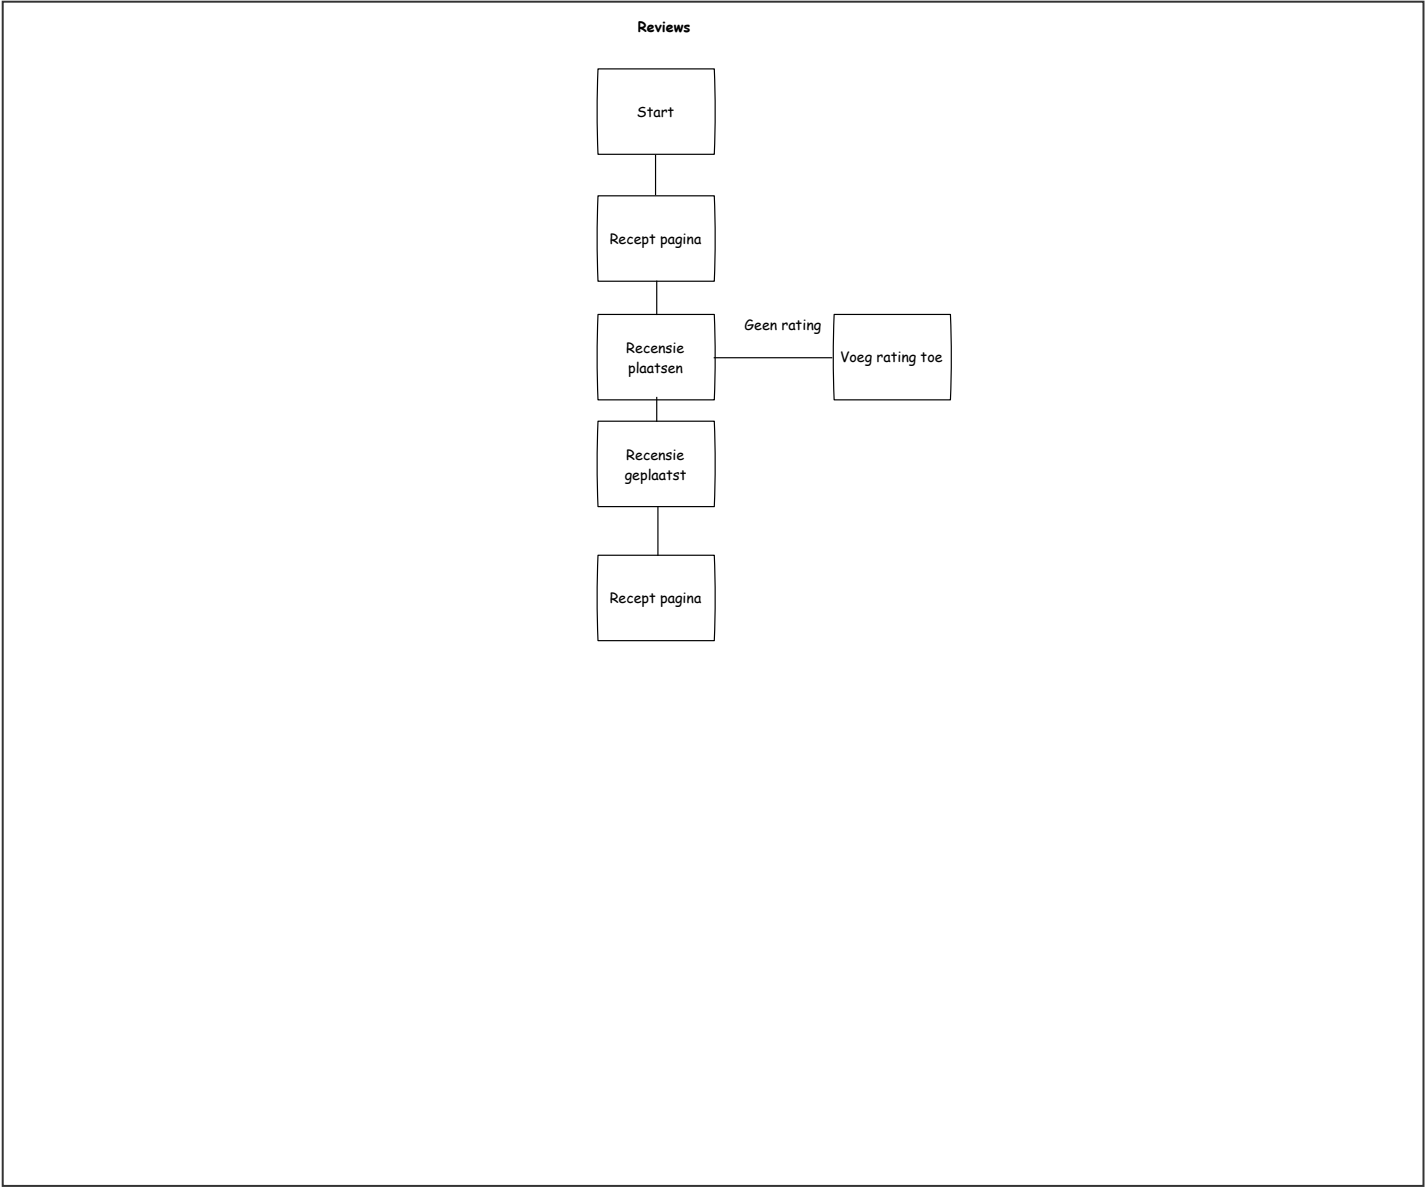 Reviews
Start
Recept pagina
Recensie
plaatsen
Geen rating
Voeg rating toe
Recensie
geplaatst
Recept pagina